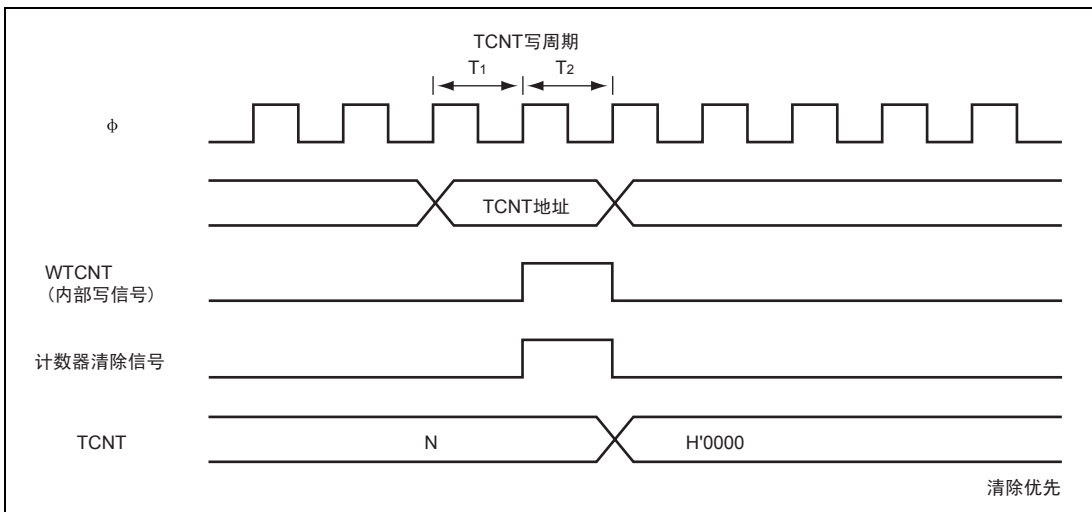 TCNT写周期
T1 T2
φ
TCNT地址
WTCNT
（内部写信号）
计数器清除信号
TCNT
N
H'0000
清除优先